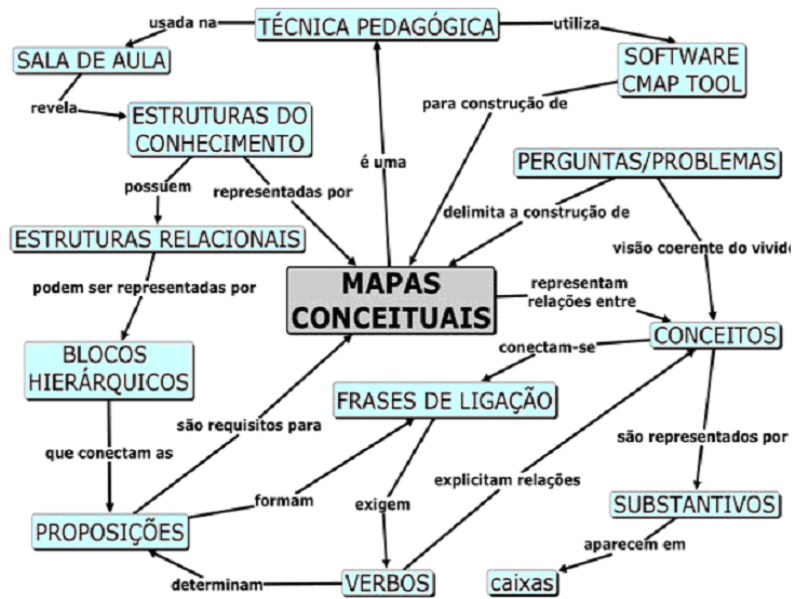 usada na
TÉCNICA PEDAGÓGICA
utiliza
SALA DE AULA
SOFTWARE
CMAP TOOL
revela
ESTRUTURAS DO
CONHECIMENTO
para construção de
é uma
PERGUNTAS/PROBLEMAS
possuem
representadas por
delimita a construção de
ESTRUTURAS RELACIONAIS
visão coerente do vivido
podem ser representadas por
MAPAS
CONCEITUAIS
representam
relações entre
CONCEITOS
BLOCOS
HIERÁRQUICOS
conectam-se
FRASES DE LIGAÇÃO
são requisitos para
são representados por
que conectam as
explicitam relações
formam
exigem
SUBSTANTIVOS
PROPOSIÇÕES
aparecem em
determinam
VERBOS
caixas